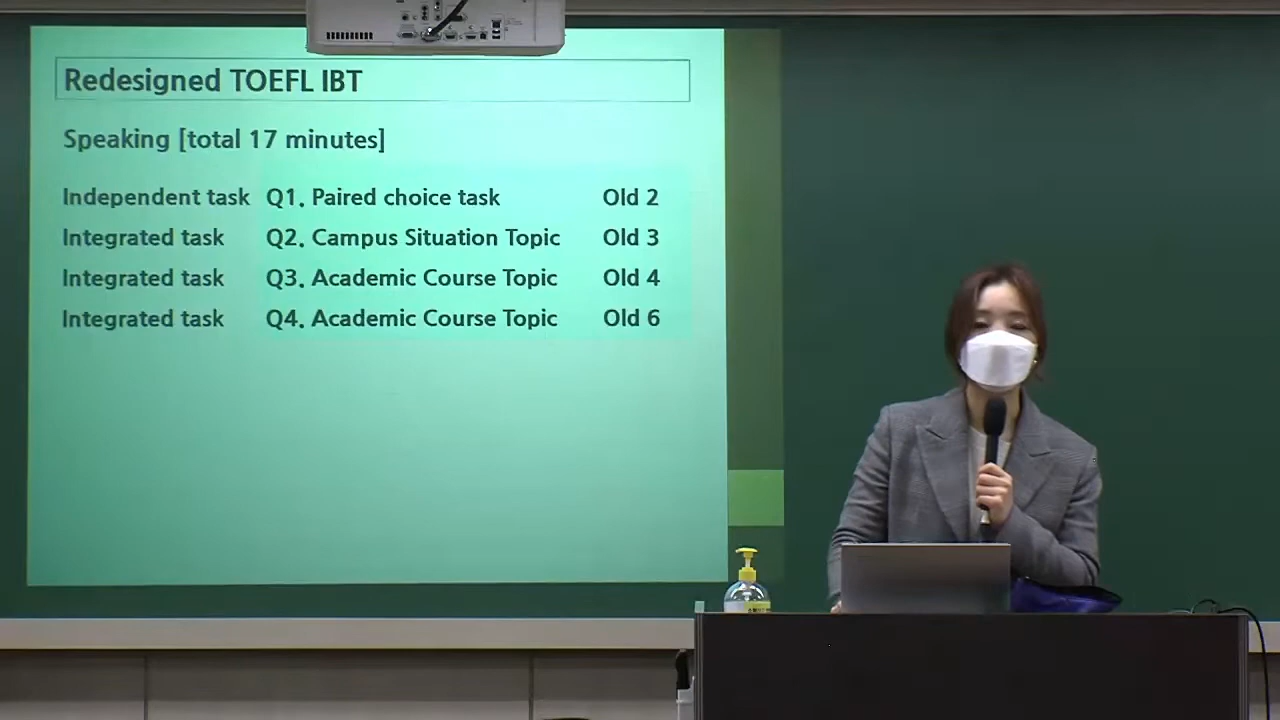 Redesigned TOEFL IBT
Speaking [total 17 minutes]
Independent task Q1. Paired choice task Old 2
Integrated task Q2. Campus Situation Topic Old 3
Integrated task Q3. Academic Course Topic Old 4
Integrated task Q4. Academic Course Topic Old 6